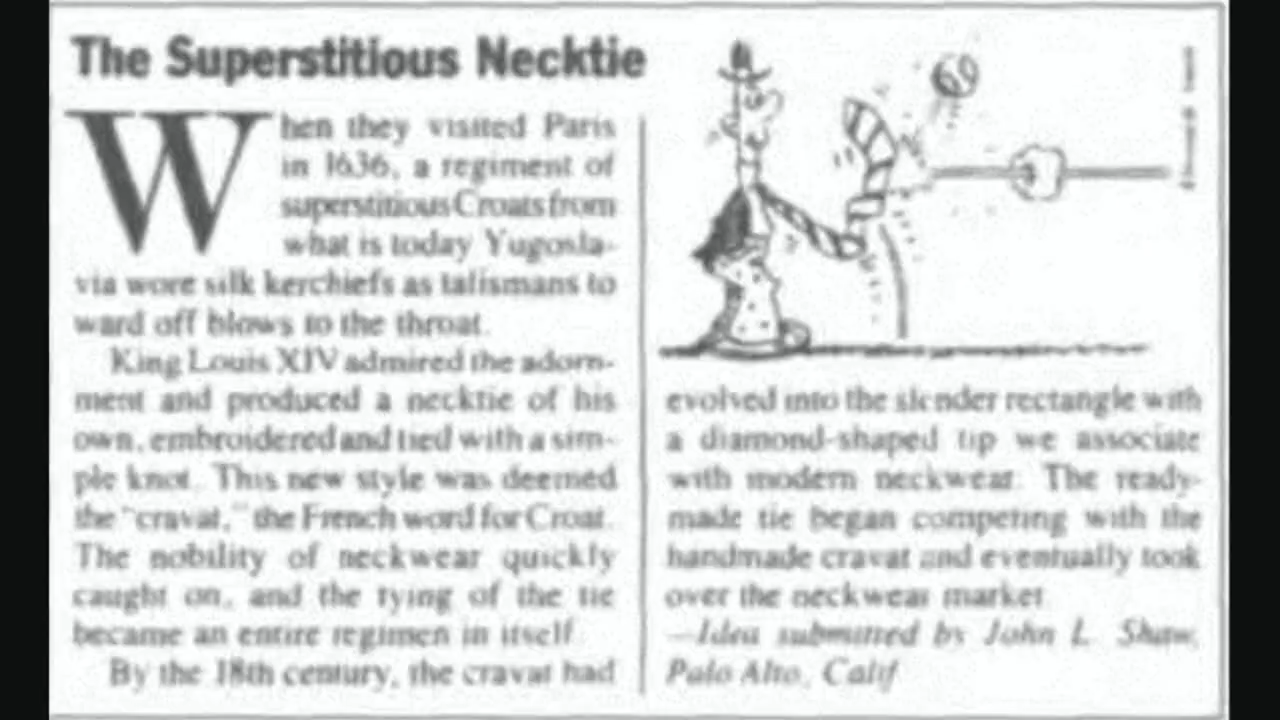 The Superstitious Necktie
When they visited Paris
in 1636, a regiment of
superstitious Croats from
what is today Yugosla-
via wore silk kerchiefs as talismans to
ward off blows to the throat.
King Louis XIV admired the adorn-
ment and produced a necktie of his
own, embroidered and tied with a sim-
ple knot. This new style was deemed
the "cravat," the French word for Croat.
The nobility of neckwear quickly
caught on, and the tying of the tie
became an entire regimen in itself.
By the 18th century, the cravat had
evolved into the slender rectangle with
a diamond-shaped tip we associate
with modern neckwear. The ready-
made tie began competing with the
handmade cravat and eventually took
over the neckwear market.
—Idea submitted by John L. Shaw,
Palo Alto, Calif.